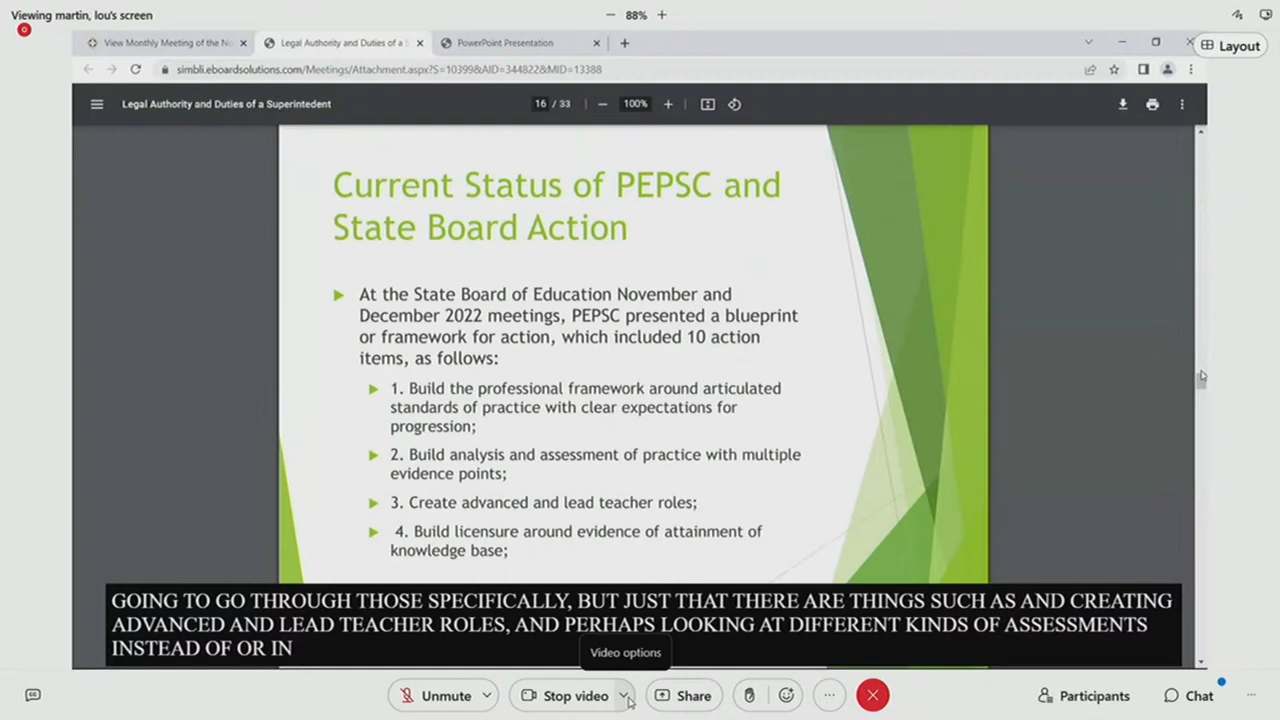 Viewing martin, lou's screen
88%
Layout
View Monthly Meeting of the No
Legal Authority and Duties of a S
PowerPoint Presentation
simbli.eboardsolutions.com/Meetings/Attachment.aspx?S=10399&AID=344822&MID=13388
Legal Authority and Duties of a Superintedent
16 / 33
100%
Current Status of PEPSC and
State Board Action
At the State Board of Education November and
December 2022 meetings, PEPSC presented a blueprint
or framework for action, which included 10 action
items, as follows:
1. Build the professional framework around articulated
standards of practice with clear expectations for
progression;
2. Build analysis and assessment of practice with multiple
evidence points;
3. Create advanced and lead teacher roles;
4. Build licensure around evidence of attainment of
knowledge base;
GOING TO GO THROUGH THOSE SPECIFICALLY, BUT JUST THAT THERE ARE THINGS SUCH AS AND CREATING
ADVANCED AND LEAD TEACHER ROLES, AND PERHAPS LOOKING AT DIFFERENT KINDS OF ASSESSMENTS
INSTEAD OF OR IN
Video options
Unmute
Stop video
Share
Participants
Chat